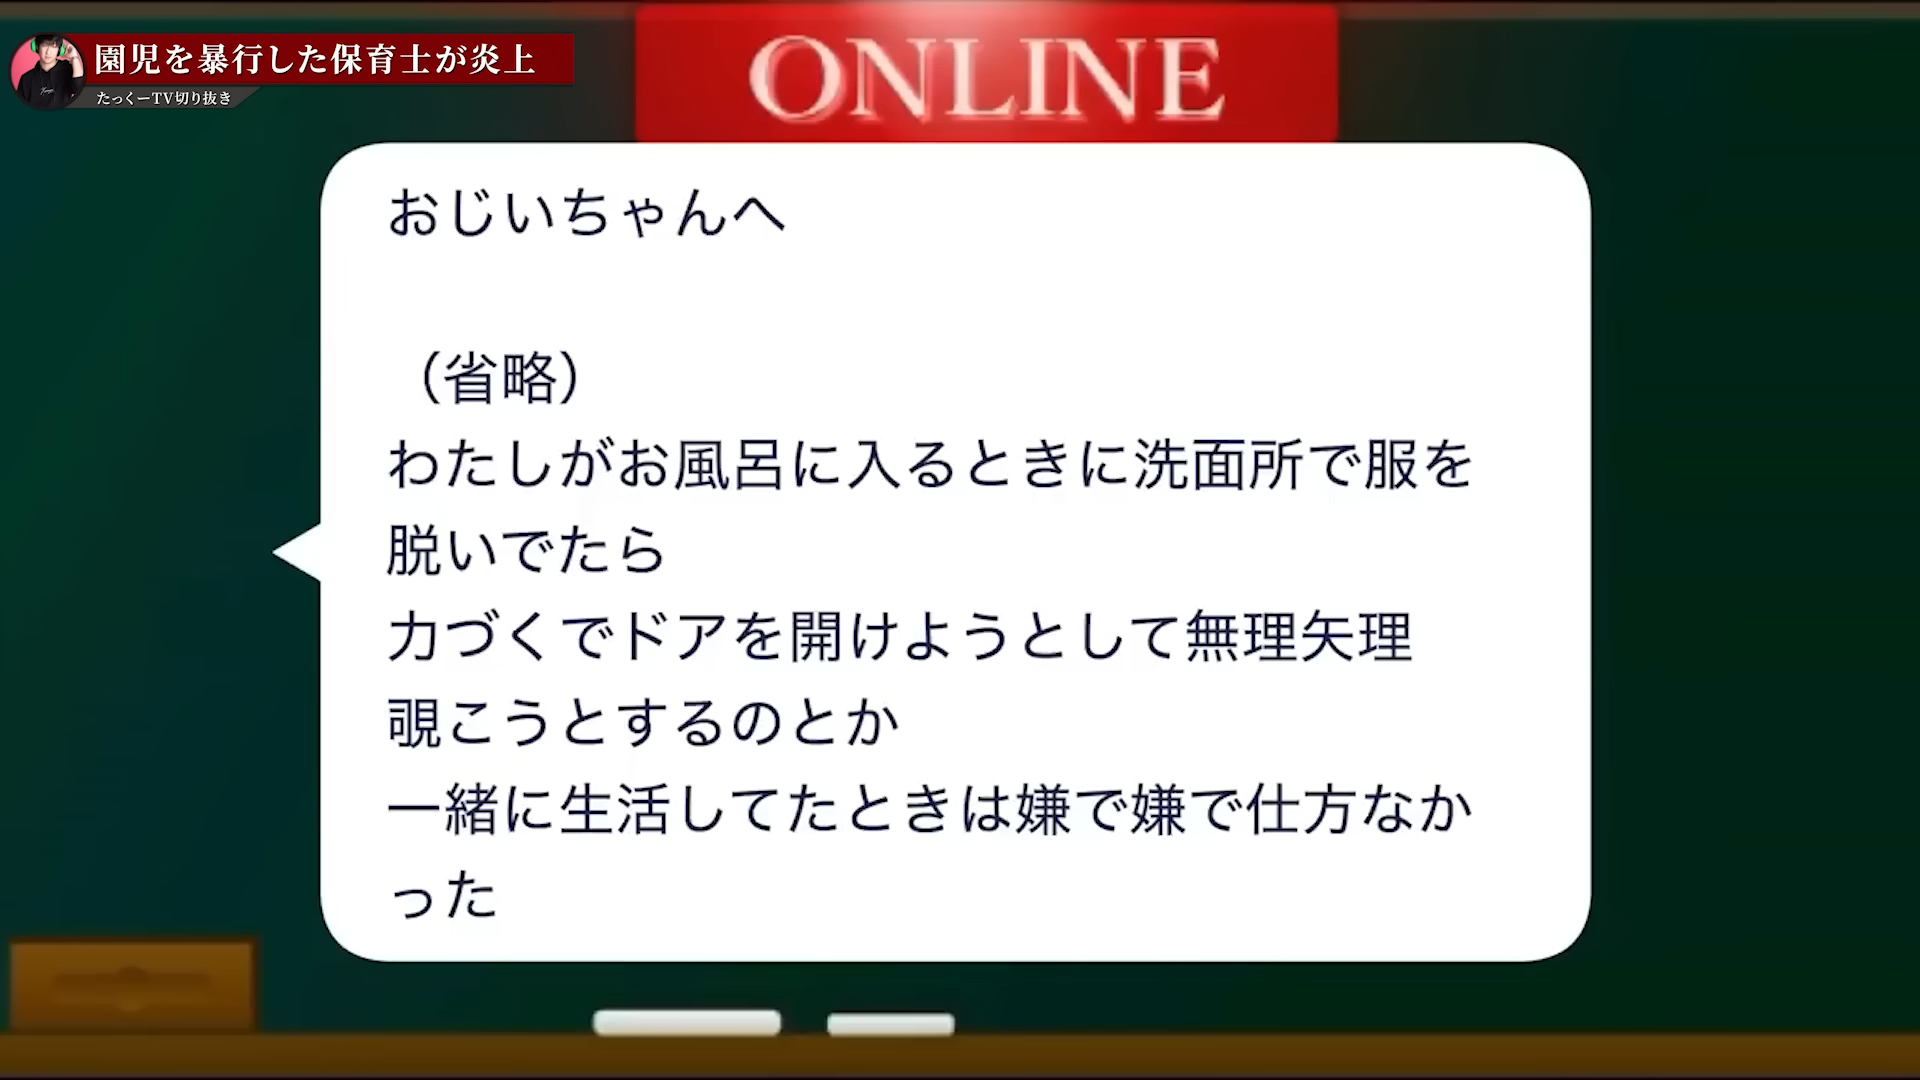 園児を暴行した保育士が炎上
たっくーTV切り抜き
ONLINE
おじいちゃんへ
（省略）
わたしがお風呂に入るときに洗面所で服を
脱いでたら
力づくでドアを開けようとして無理矢理
覗こうとするのとか
一緒に生活してたときは嫌で嫌で仕方なか
った